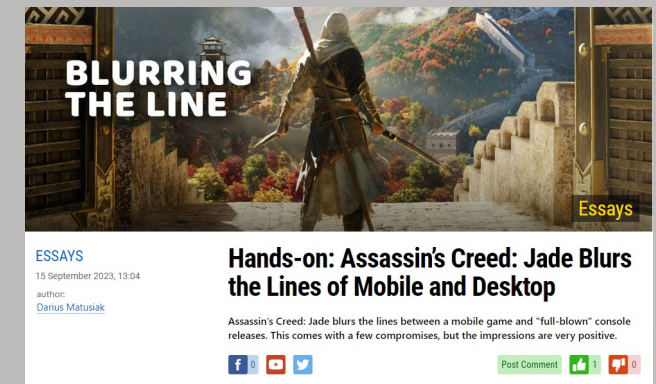 BLURRING
THE LINE
Essays
ESSAYS
15 September 2023, 13:04
author:
Darius Matusiak
Hands-on: Assassin's Creed: Jade Blurs
the Lines of Mobile and Desktop
Assassin's Creed: Jade blurs the lines between a mobile game and "full-blown" console
releases. This comes with a few compromises, but the impressions are very positive.
f 0
Post Comment 1 0